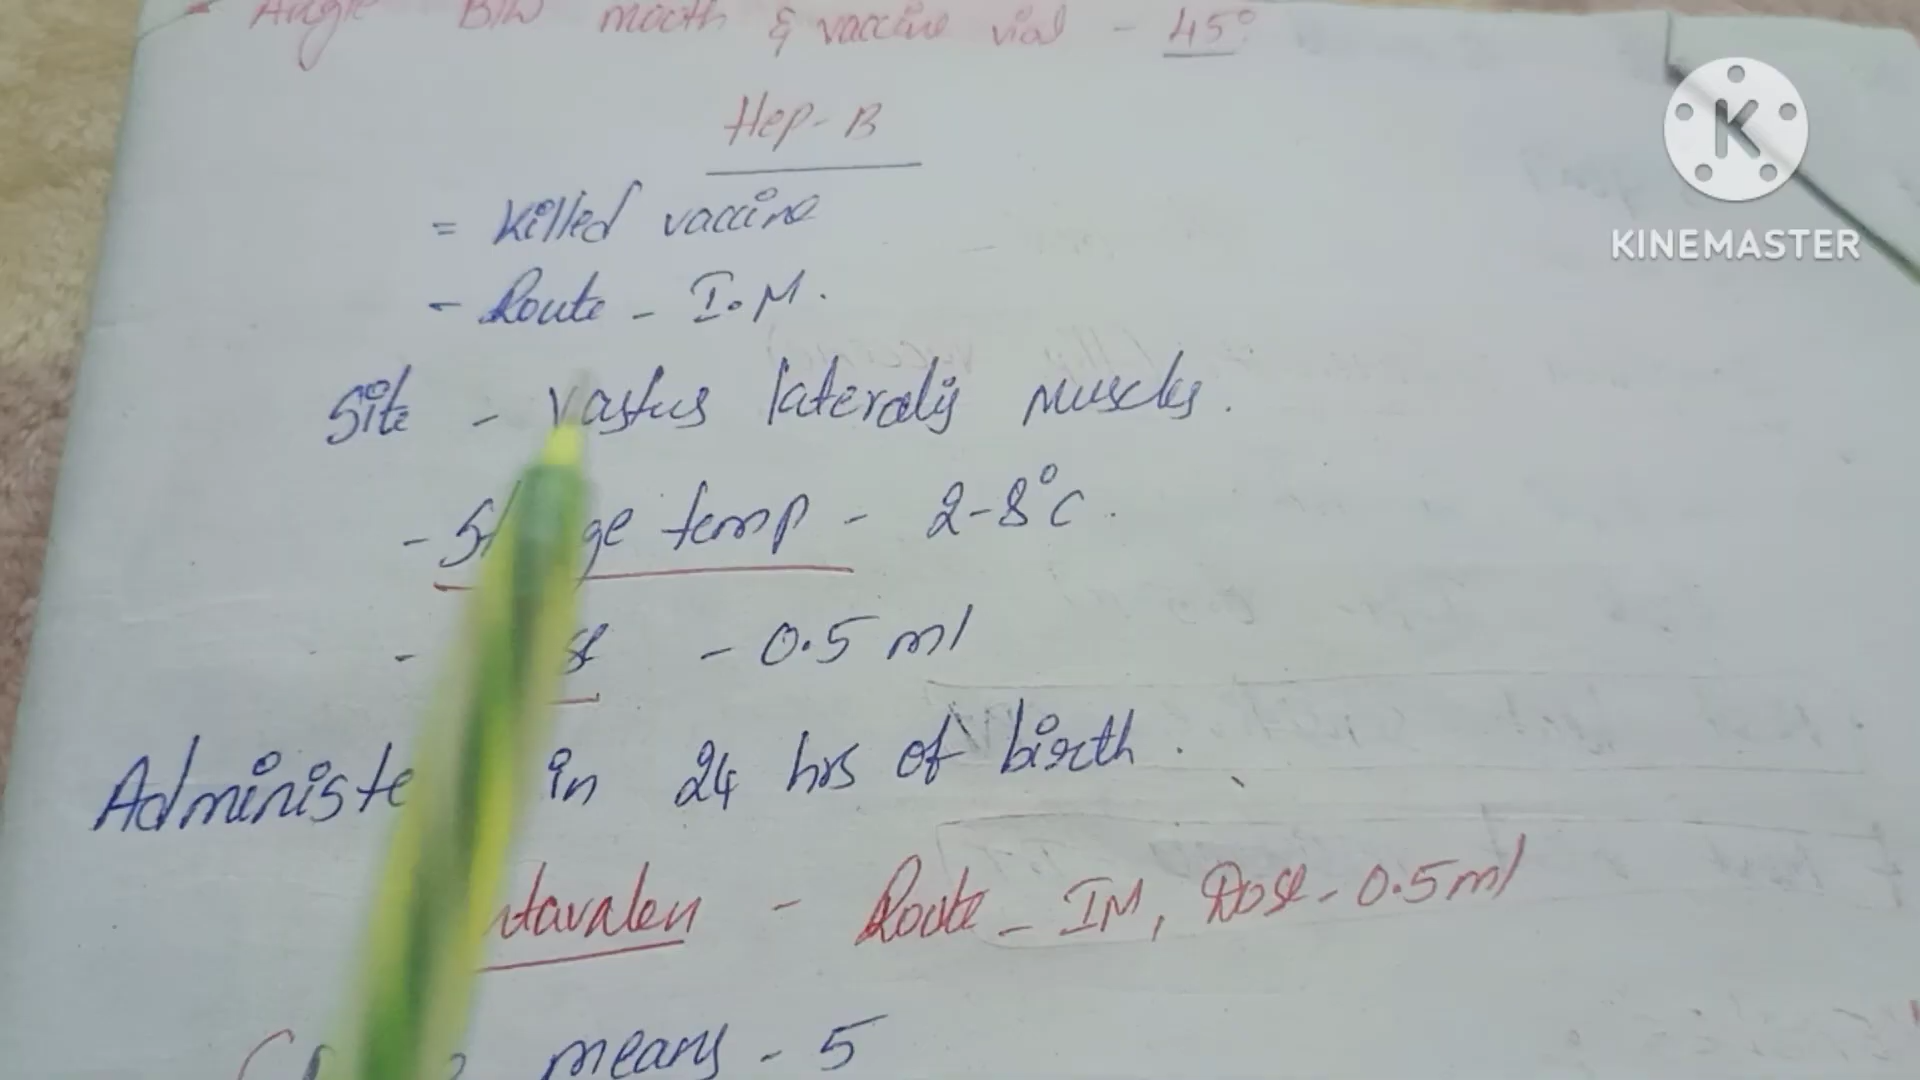 - Angle B/W mouth & vaccine vial - 45°
Hep-B
= Killed vaccine
- Route - I.M.
Site - Vastus lateralis muscles.
- ge temp - 2-8°C.
- - 0.5 ml
Administe in 24 hrs of birth.
tavalen - Route - IM, Dose - 0.5 ml
means - 5
K
KINEMASTER